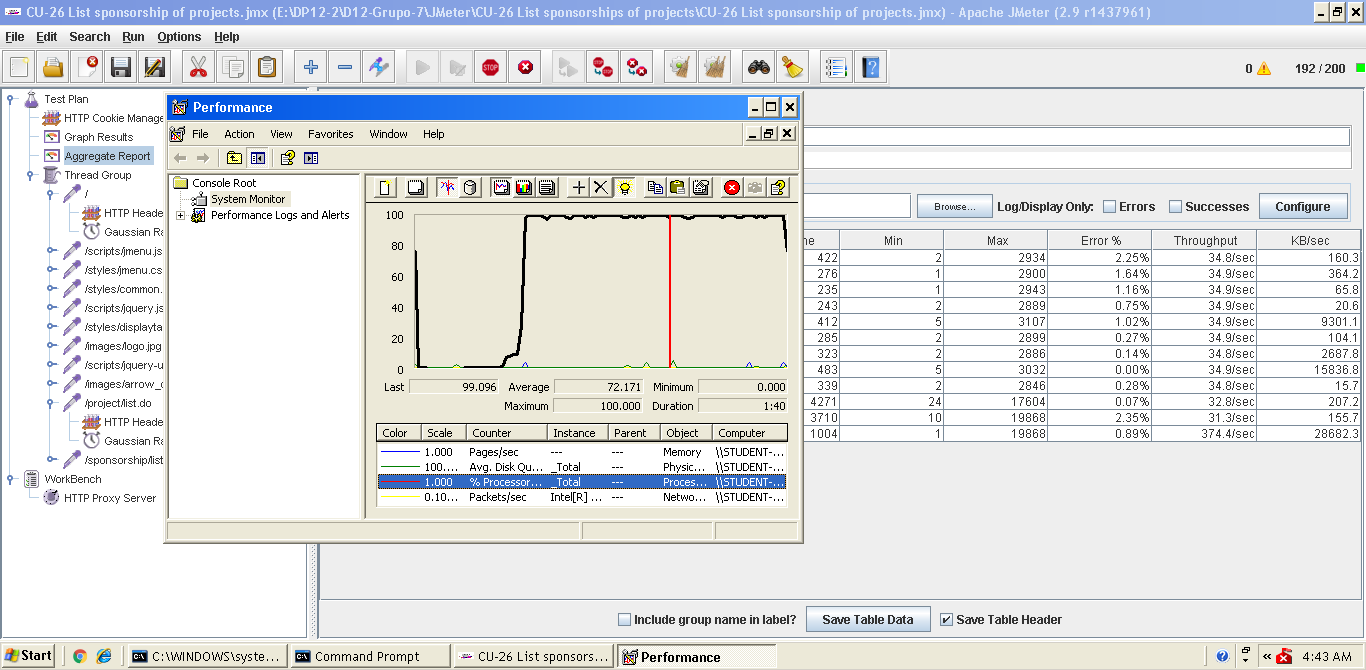 CU-26 List sponsorship of projects.jmx (E:\DP12-2\D12-Grupo-7\JMeter\CU-26 List sponsorships of projects\CU-26 List sponsorship of projects.jmx) - Apache JMeter (2.9 r1437961)
File Edit Search Run Options Help
STOP
0 192 / 200
Test Plan
HTTP Cookie Manage
Graph Results
Aggregate Report
Thread Group
/
HTTP Heade
Gaussian Ra
/scripts/jmenu.js
/styles/jmenu.cs
/styles/common.
/scripts/jquery.js
/styles/displayta
/images/logo.jpg
/scripts/jquery-u
/images/arrow_c
/project/list.do
HTTP Heade
Gaussian Ra
/sponsorship/list
WorkBench
HTTP Proxy Server
Performance
File Action View Favorites Window Help
Console Root
System Monitor
Performance Logs and Alerts
100
80
60
40
20
0
Last 99.096 Average 72.171 Minimum 0.000
Maximum 100.000 Duration 1:40
Color Scale Counter Instance Parent Object Computer
1.000 Pages/sec --- --- Memory \\STUDENT-...
100.... Avg. Disk Qu... _Total --- Physic... \\STUDENT-...
1.000 % Processor... _Total --- Proces... \\STUDENT-...
0.10... Packets/sec Intel[R] ... --- Netwo... \\STUDENT-...
Browse... Log/Display Only: Errors Successes Configure
ne Min Max Error % Throughput KB/sec
422 2 2934 2.25% 34.8/sec 160.3
276 1 2900 1.64% 34.9/sec 364.2
235 1 2943 1.16% 34.9/sec 65.8
243 2 2889 0.75% 34.9/sec 20.6
412 5 3107 1.02% 34.9/sec 9301.1
285 2 2899 0.27% 34.9/sec 104.1
323 2 2886 0.14% 34.8/sec 2687.8
483 5 3032 0.00% 34.9/sec 15836.8
339 2 2846 0.28% 34.8/sec 15.7
4271 24 17604 0.07% 32.8/sec 207.2
3710 10 19868 2.35% 31.3/sec 155.7
1004 1 19868 0.89% 374.4/sec 28682.3
Include group name in label? Save Table Data Save Table Header
Start C:\WINDOWS\syste... Command Prompt CU-26 List sponsors... Performance 4:43 AM